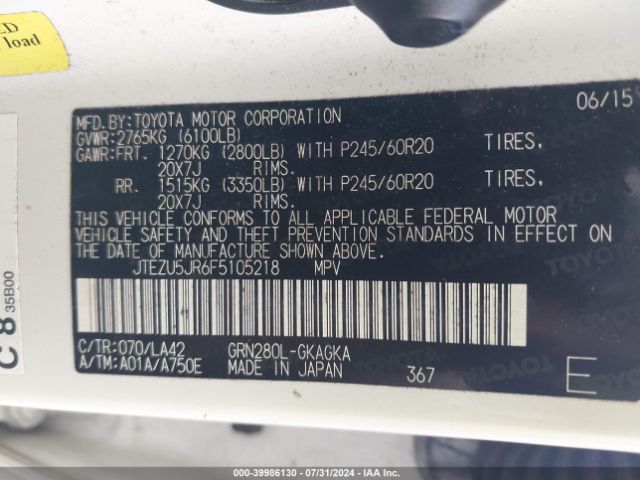 D
load
C 8 35B00
06/15
MFD.BY:TOYOTA MOTOR CORPORATION
GVWR:2765KG (6100LB)
GAWR:FRT. 1270KG (2800LB) WITH P245/60R20 TIRES,
20X7J RIMS.
RR. 1515KG (3350LB) WITH P245/60R20 TIRES,
20X7J RIMS.
THIS VEHICLE CONFORMS TO ALL APPLICABLE FEDERAL MOTOR
VEHICLE SAFETY AND THEFT PREVENTION STANDARDS IN EFFECT ON
THE DATE OF MANUFACTURE SHOWN ABOVE.
JTEZU5JR6F5105218 MPV
C/TR:070/LA42 GRN280L-GKAGKA
A/TM:A01A/A750E MADE IN JAPAN 367 E
000-39986130 - 07/31/2024 - IAA Inc.